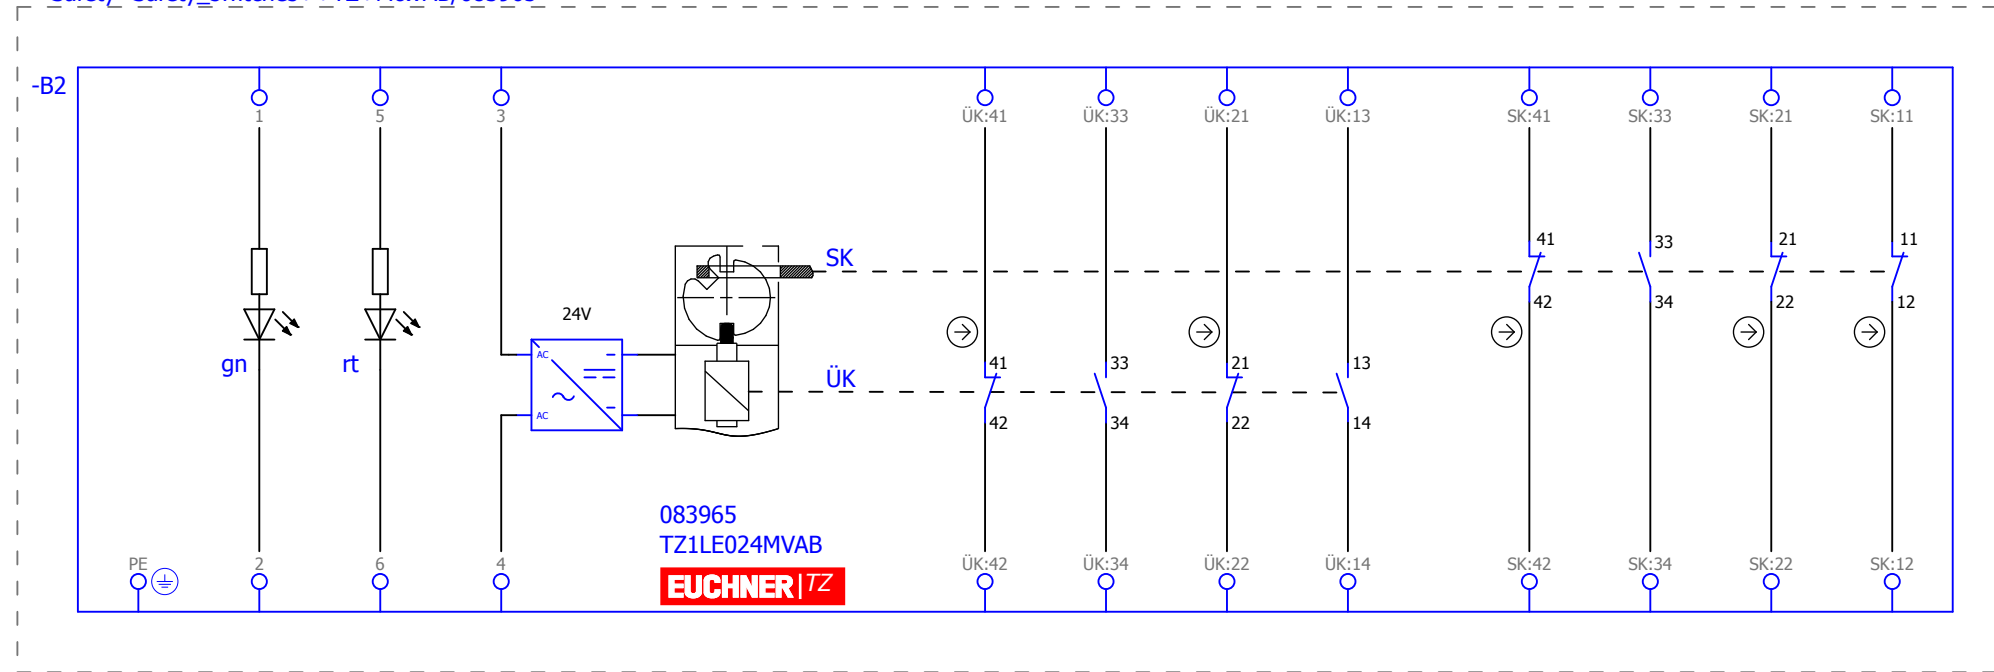 -B2
1 5 3 ÜK:41 ÜK:33 ÜK:21 ÜK:13 SK:41 SK:33 SK:21 SK:11
SK
41 33 21 11
42 34 22 12
24V
gn rt
AC
AC
ÜK
41 33 21 13
42 34 22 14
083965
TZ1LE024MVAB
EUCHNER|TZ
PE 2 6 4 ÜK:42 ÜK:34 ÜK:22 ÜK:14 SK:42 SK:34 SK:22 SK:12